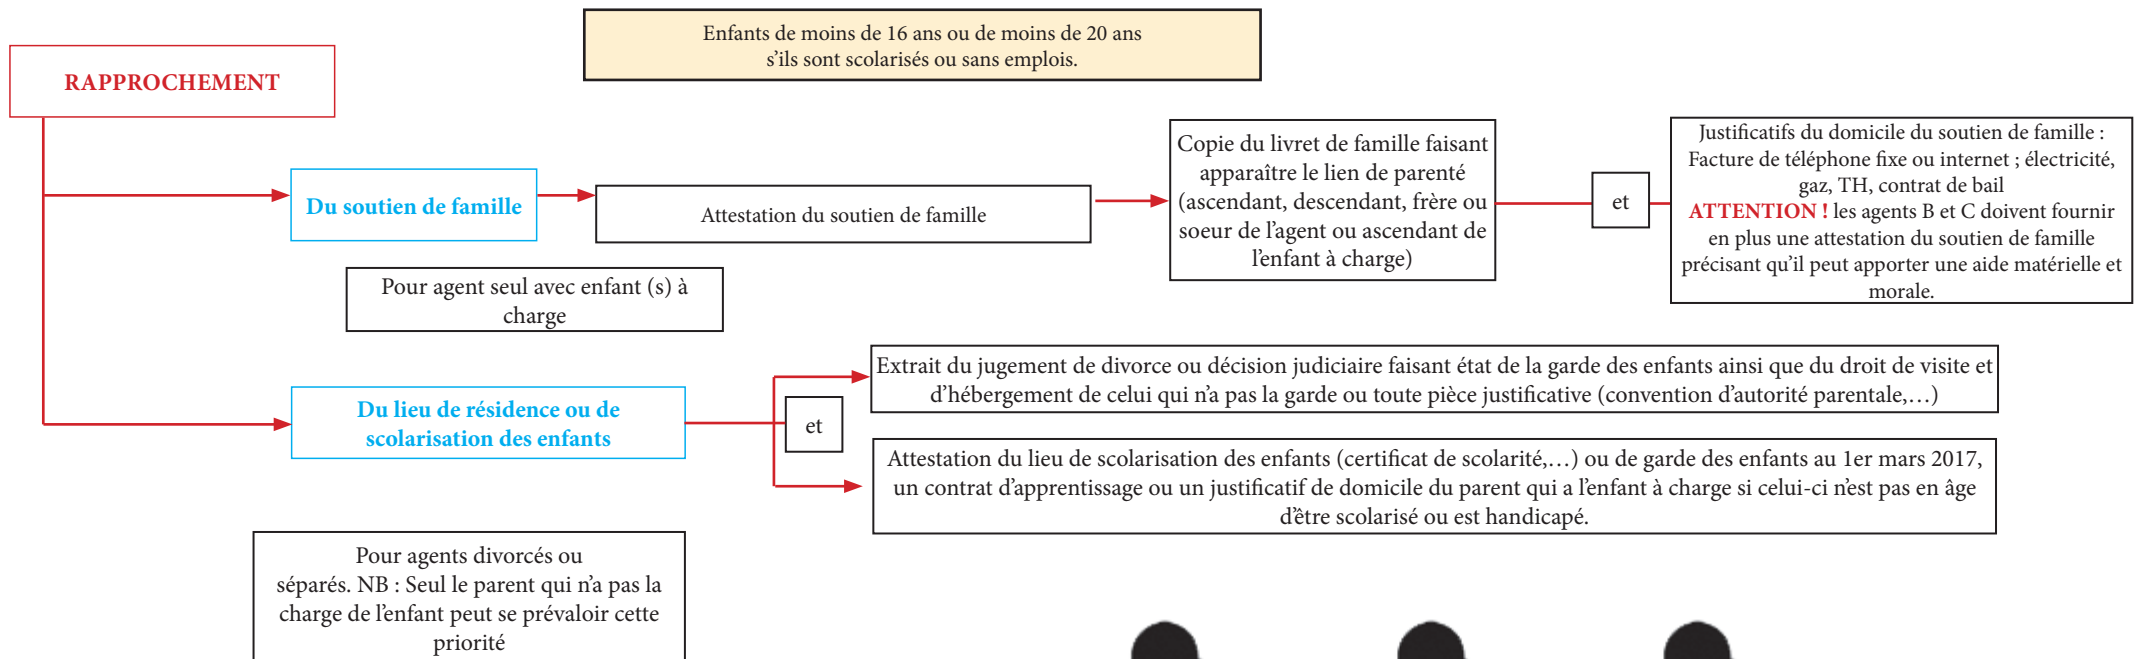 Enfants de moins de 16 ans ou de moins de 20 ans
s'ils sont scolarisés ou sans emplois.
RAPPROCHEMENT
Du soutien de famille
Attestation du soutien de famille
Copie du livret de famille faisant
apparaître le lien de parenté
(ascendant, descendant, frère ou
soeur de l'agent ou ascendant de
l'enfant à charge)
et
Justificatifs du domicile du soutien de famille :
Facture de téléphone fixe ou internet ; électricité,
gaz, TH, contrat de bail
ATTENTION ! les agents B et C doivent fournir
en plus une attestation du soutien de famille
précisant qu'il peut apporter une aide matérielle et
morale.
Pour agent seul avec enfant (s) à
charge
Du lieu de résidence ou de
scolarisation des enfants
et
Extrait du jugement de divorce ou décision judiciaire faisant état de la garde des enfants ainsi que du droit de visite et
d'hébergement de celui qui n'a pas la garde ou toute pièce justificative (convention d'autorité parentale,…)
Attestation du lieu de scolarisation des enfants (certificat de scolarité,…) ou de garde des enfants au 1er mars 2017,
un contrat d'apprentissage ou un justificatif de domicile du parent qui a l'enfant à charge si celui-ci n'est pas en âge
d'être scolarisé ou est handicapé.
Pour agents divorcés ou
séparés. NB : Seul le parent qui n'a pas la
charge de l'enfant peut se prévaloir cette
priorité